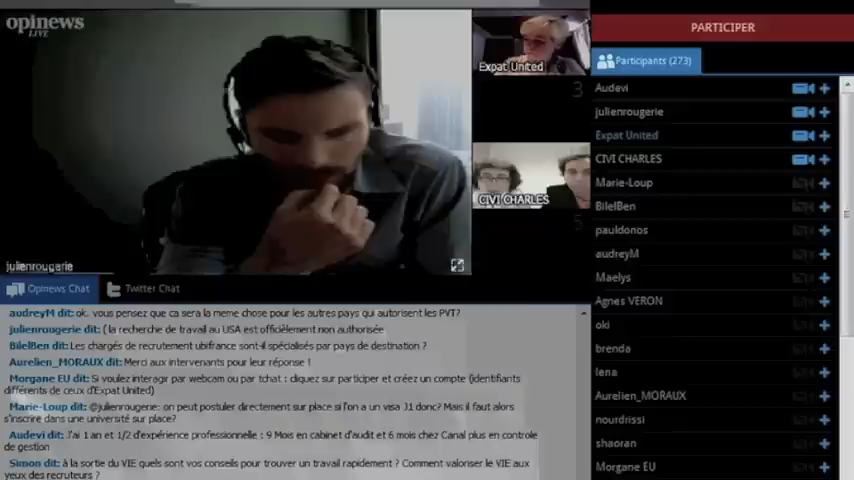 opinews
LIVE
Expat United
3
CIVI CHARLES
5
julienrougerie
PARTICIPER
Participants (273)
Audevi
julienrougerie
Expat United
CIVI CHARLES
Marie-Loup
BilelBen
pauldonos
audreyM
Maelys
Agnes VERON
oki
brenda
lena
Aurelien_MORAUX
nourdrissi
shaoran
Morgane EU
Opinews Chat
Twitter Chat
audreyM dit: ok. vous pensez que ca sera la meme chose pour les autres pays qui autorisent les PVT?
julienrougerie dit: ( la recherche de travail au USA est officiellement non authorisée
BilelBen dit: Les chargés de recrutement ubifrance sont-il spécialisés par pays de destination ?
Aurelien_MORAUX dit: Merci aux intervenants pour leur réponse !
Morgane EU dit: Si voulez interagir par webcam ou par tchat : cliquez sur participer et créez un compte (identifiants
différents de ceux d'Expat United)
Marie-Loup dit: @julienrougerie: on peut postuler directement sur place si l'on a un visa J1 donc? Mais il faut alors
s'inscrire dans une université sur place?
Audevi dit: J'ai 1 an et 1/2 d'expérience professionelle : 9 Mois en cabinet d'audit et 6 mois chez Canal plus en controle
de gestion
Simon dit: à la sortie du VIE quels sont vos conseils pour trouver un travail rapidement ? Comment valoriser le VIE aux
yeux des recruteurs ?